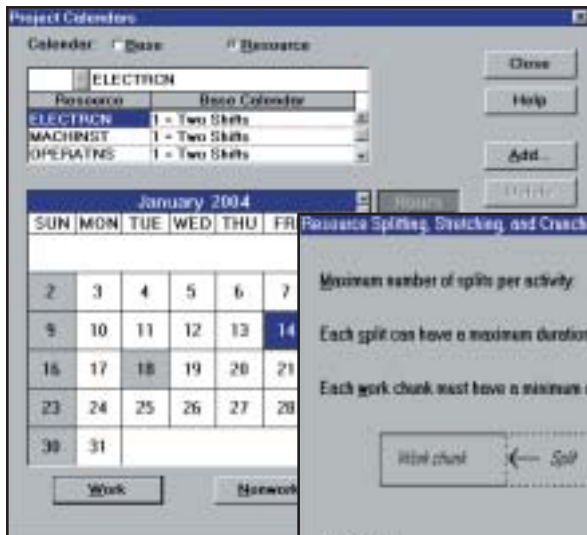 Project Calendars
Calendar: Base Resource
Close
ELECTRCN
Help
Resource Base Calendar
ELECTRCN 1 = Two Shifts
MACHINST 1 = Two Shifts
OPERATNS 1 = Two Shifts
Add...
Delete
January 2004
Hours
SUN MON TUE WED THU FRI
2 3 4 5 6 7
9 10 11 12 13 14
16 17 18 19 20 21
23 24 25 26 27 28
30 31
Work
Nonwork
Resource Splitting, Stretching, and Crunch
Maximum number of splits per activity:
Each split can have a maximum duration
Each work chunk must have a minimum
Work chunk Split